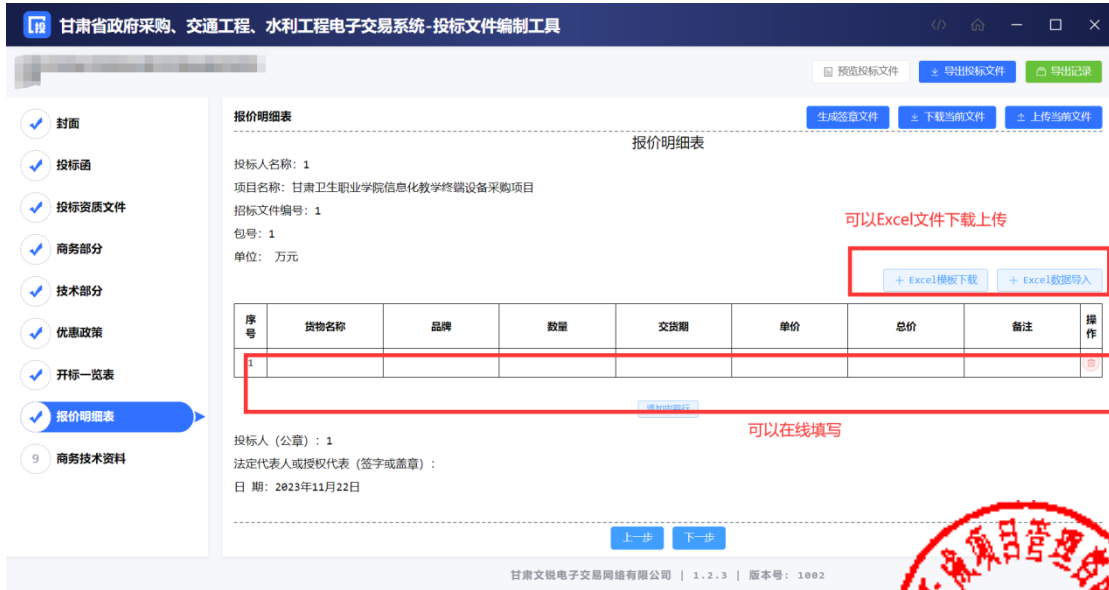 投 甘肃省政府采购、交通工程、水利工程电子交易系统-投标文件编制工具
预览投标文件 导出投标文件 导出记录
封面
投标函
投标资质文件
商务部分
技术部分
优惠政策
开标一览表
报价明细表
9 商务技术资料
报价明细表 生成签章文件 下载当前文件 上传当前文件
报价明细表
投标人名称: 1
项目名称: 甘肃卫生职业学院信息化教学终端设备采购项目
招标文件编号: 1
包号: 1
单位: 万元
可以Excel文件下载上传
+ Excel模板下载 + Excel数据导入
序号 货物名称 品牌 数量 交货期 单价 总价 备注 操作
1
添加内容行
可以在线填写
投标人 (公章) : 1
法定代表人或授权代表 (签字或盖章) :
日 期: 2023年11月22日
上一步 下一步
甘肃文锐电子交易网络有限公司 | 1.2.3 | 版本号: 1002
项目管理